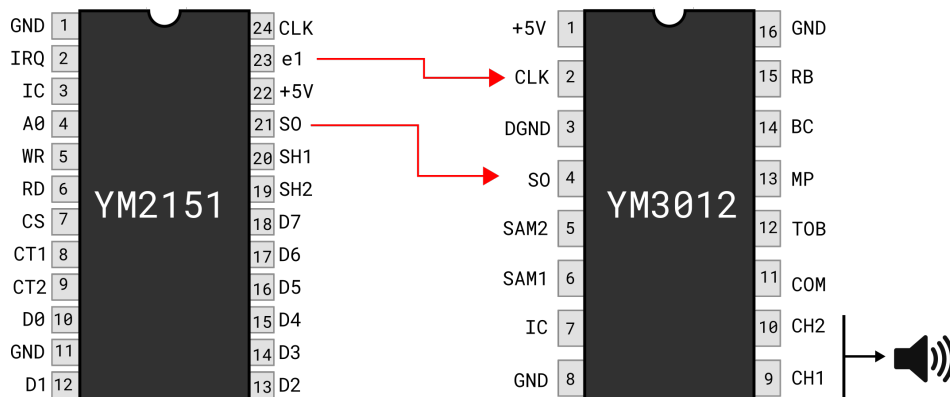 GND 1
IRQ 2
IC 3
A0 4
WR 5
RD 6
CS 7
CT1 8
CT2 9
D0 10
GND 11
D1 12
YM2151
24 CLK
23 e1
22 +5V
21 SO
20 SH1
19 SH2
18 D7
17 D6
16 D5
15 D4
14 D3
13 D2
+5V 1
CLK 2
DGND 3
SO 4
SAM2 5
SAM1 6
IC 7
GND 8
YM3012
16 GND
15 RB
14 BC
13 MP
12 TOB
11 COM
10 CH2
9 CH1